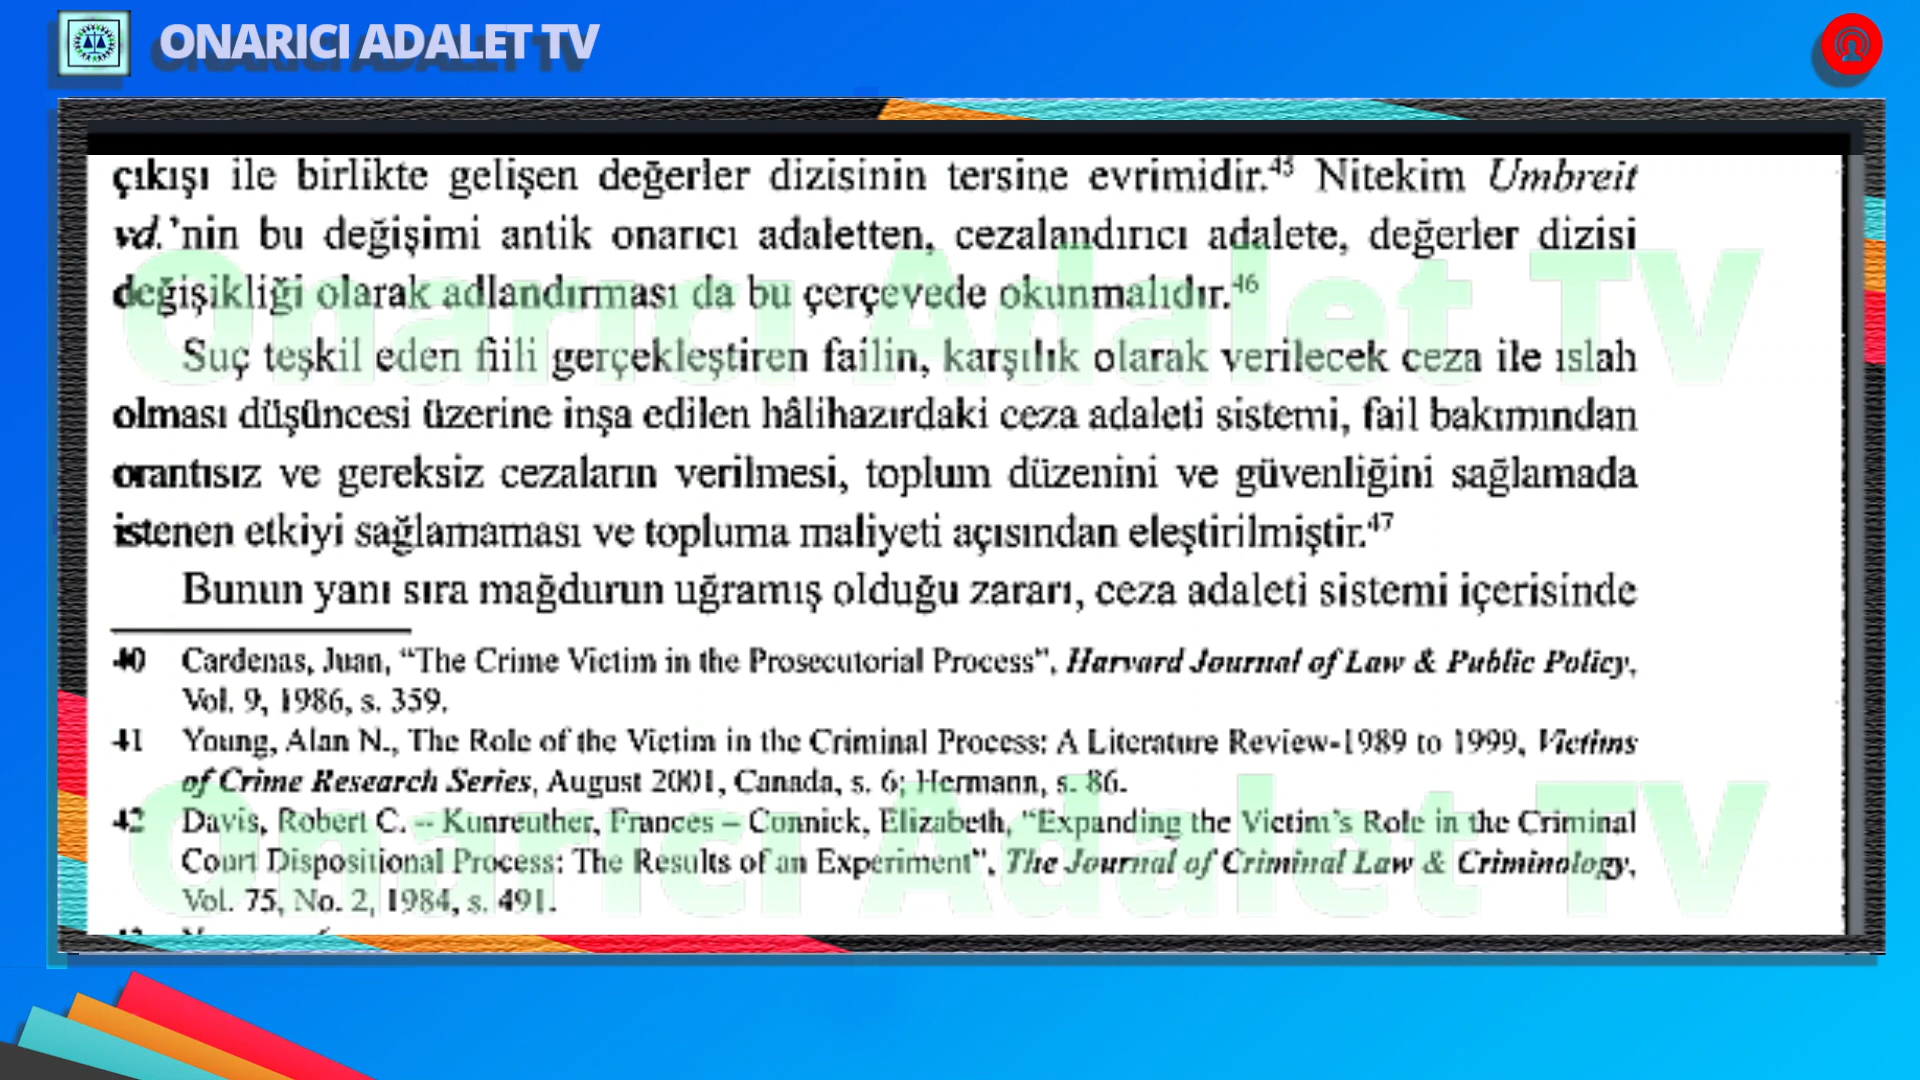 ONARICI ADALET TV
çıkışı ile birlikte gelişen değerler dizisinin tersine evrimidir.45 Nitekim Umbreit
vd.’nin bu değişimi antik onarıcı adaletten, cezalandırıcı adalete, değerler dizisi
değişikliği olarak adlandırması da bu çerçevede okunmalıdır.46
Suç teşkil eden fiili gerçekleştiren failin, karşılık olarak verilecek ceza ile ıslah
olması düşüncesi üzerine inşa edilen hâlihazırdaki ceza adaleti sistemi, fail bakımından
orantısız ve gereksiz cezaların verilmesi, toplum düzenini ve güvenliğini sağlamada
istenen etkiyi sağlamaması ve topluma maliyeti açısından eleştirilmiştir.47
Bunun yanı sıra mağdurun uğramış olduğu zararı, ceza adaleti sistemi içerisinde
40 Cardenas, Juan, “The Crime Victim in the Prosecutorial Process”, Harvard Journal of Law & Public Policy,
Vol. 9, 1986, s. 359.
41 Young, Alan N., The Role of the Victim in the Criminal Process: A Literature Review-1989 to 1999, Victims
of Crime Research Series, August 2001, Canada, s. 6; Hermann, s. 86.
42 Davis, Robert C. – Kunreuther, Frances – Connick, Elizabeth, “Expanding the Victim’s Role in the Criminal
Court Dispositional Process: The Results of an Experiment”, The Journal of Criminal Law & Criminology,
Vol. 75, No. 2, 1984, s. 491.
Onarıcı Adalet TV
Onarıcı Adalet TV